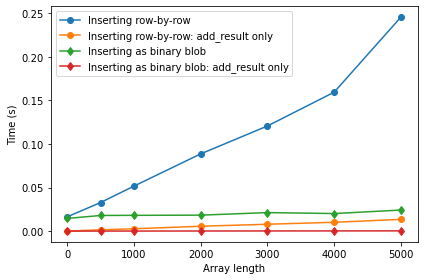 Inserting row-by-row
Inserting row-by-row: add_result only
Inserting as binary blob
Inserting as binary blob: add_result only
Time (s)
0.25
0.20
0.15
0.10
0.05
0.00
0 1000 2000 3000 4000 5000
Array length